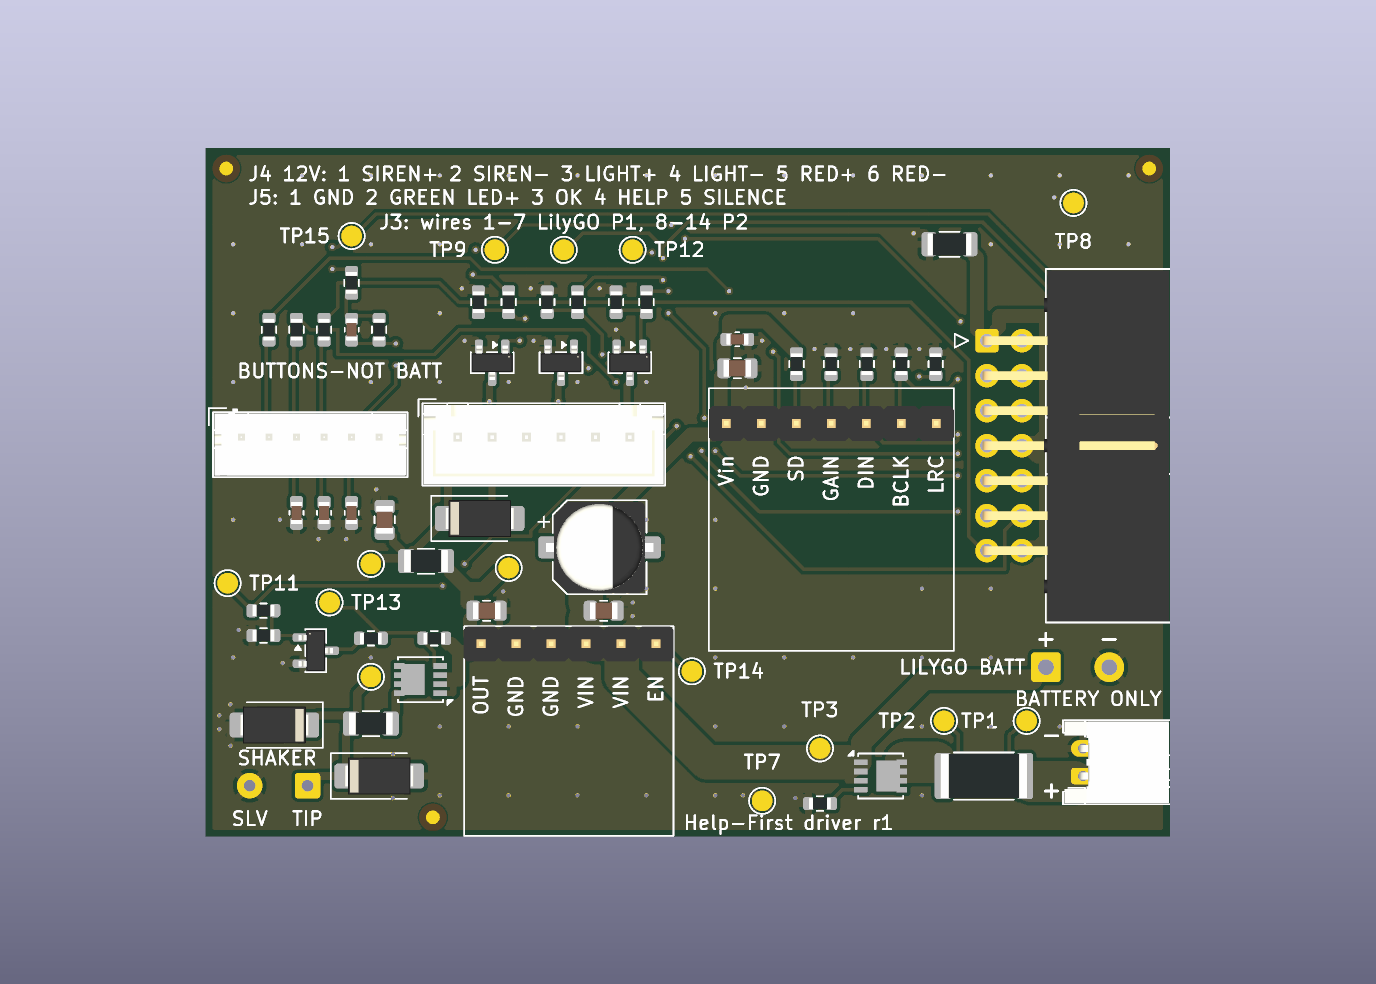 J4 12V: 1 SIREN+ 2 SIREN- 3 LIGHT+ 4 LIGHT- 5 RED+ 6 RED-
J5: 1 GND 2 GREEN LED+ 3 OK 4 HELP 5 SILENCE
J3: wires 1-7 LilyGO P1, 8-14 P2
TP15
TP9
TP12
TP8
BUTTONS-NOT BATT
Vin
GND
SD
GAIN
DIN
BCLK
LRC
+
TP11
TP13
+ -
LILYGO BATT
TP14
BATTERY ONLY
OUT
GND
GND
VIN
VIN
EN
TP3
TP2
TP1
-
SHAKER
TP7
+
SLV
TIP
Help-First driver r1